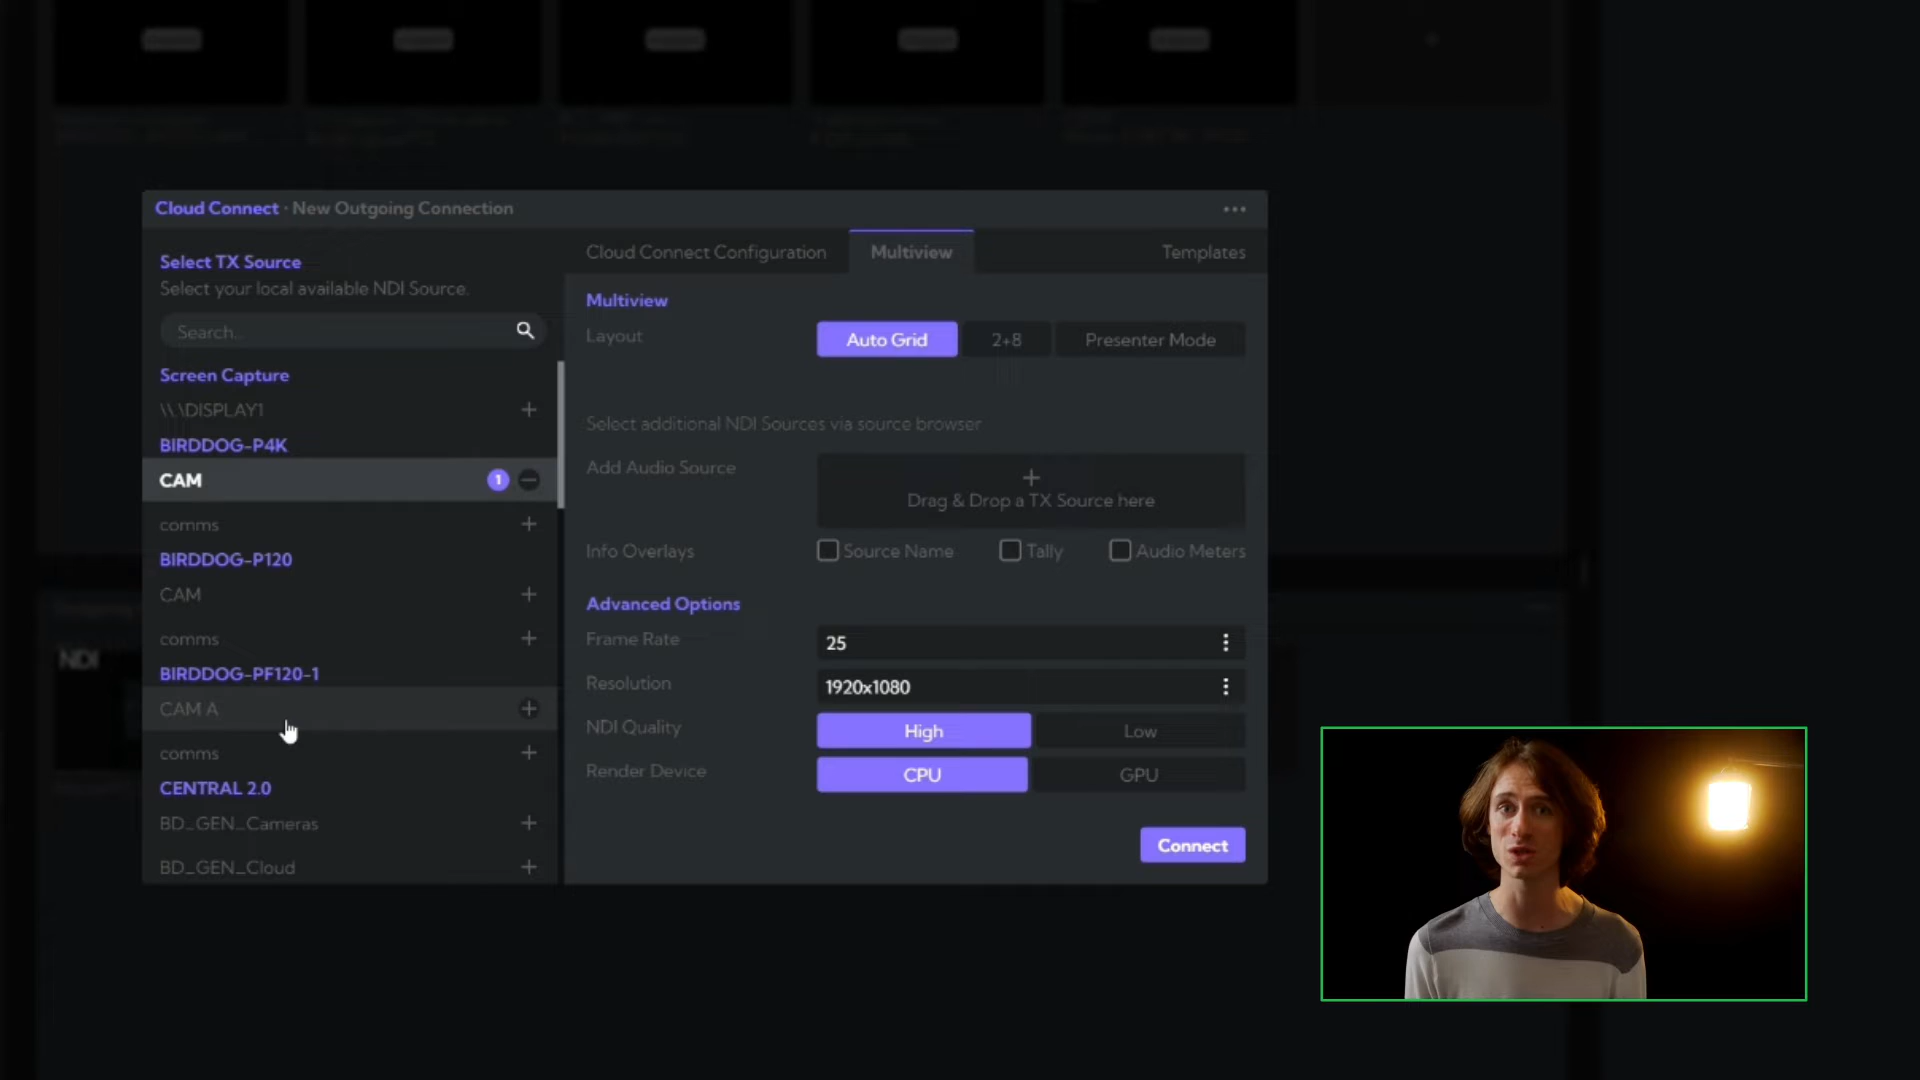 Cloud Connect · New Outgoing Connection
Select TX Source
Select your local available NDI Source.
Search..
Screen Capture
\\.\DISPLAY1
BIRDDOG-P4K
CAM 1
comms
BIRDDOG-P120
CAM
comms
BIRDDOG-PF120-1
CAM A
comms
CENTRAL 2.0
BD_GEN_Cameras
BD_GEN_Cloud
Cloud Connect Configuration Multiview Templates
Multiview
Layout Auto Grid 2+8 Presenter Mode
Select additional NDI Sources via source browser
Add Audio Source
Drag & Drop a TX Source here
Info Overlays Source Name Tally Audio Meters
Advanced Options
Frame Rate 25
Resolution 1920x1080
NDI Quality High Low
Render Device CPU GPU
Connect
NDI